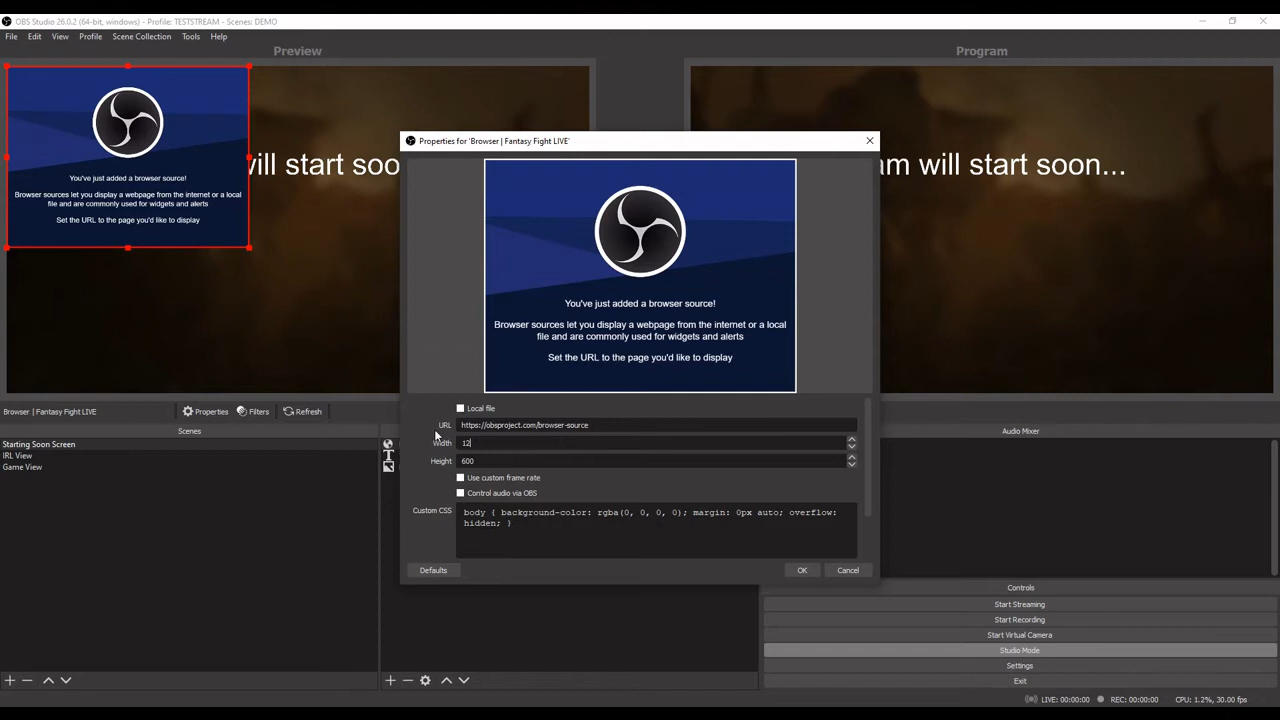 OBS Studio 26.0.2 (64-bit, windows) - Profile: TESTSTREAM - Scenes: DEMO
File Edit View Profile Scene Collection Tools Help
Preview
Program
You've just added a browser source!
Browser sources let you display a webpage from the internet or a local
file and are commonly used for widgets and alerts
Set the URL to the page you'd like to display
will start soo
am will start soon...
Properties for 'Browser | Fantasy Fight LIVE'
You've just added a browser source!
Browser sources let you display a webpage from the internet or a local
file and are commonly used for widgets and alerts
Set the URL to the page you'd like to display
Local file
URL https://obsproject.com/browser-source
Width 12
Height 600
Use custom frame rate
Control audio via OBS
Custom CSS body { background-color: rgba(0, 0, 0, 0); margin: 0px auto; overflow:
hidden; }
Defaults OK Cancel
Browser | Fantasy Fight LIVE Properties Filters Refresh
Scenes
Starting Soon Screen
IRL View
Game View
Audio Mixer
Controls
Start Streaming
Start Recording
Start Virtual Camera
Studio Mode
Settings
Exit
LIVE: 00:00:00 REC: 00:00:00 CPU: 1.2%, 30.00 fps